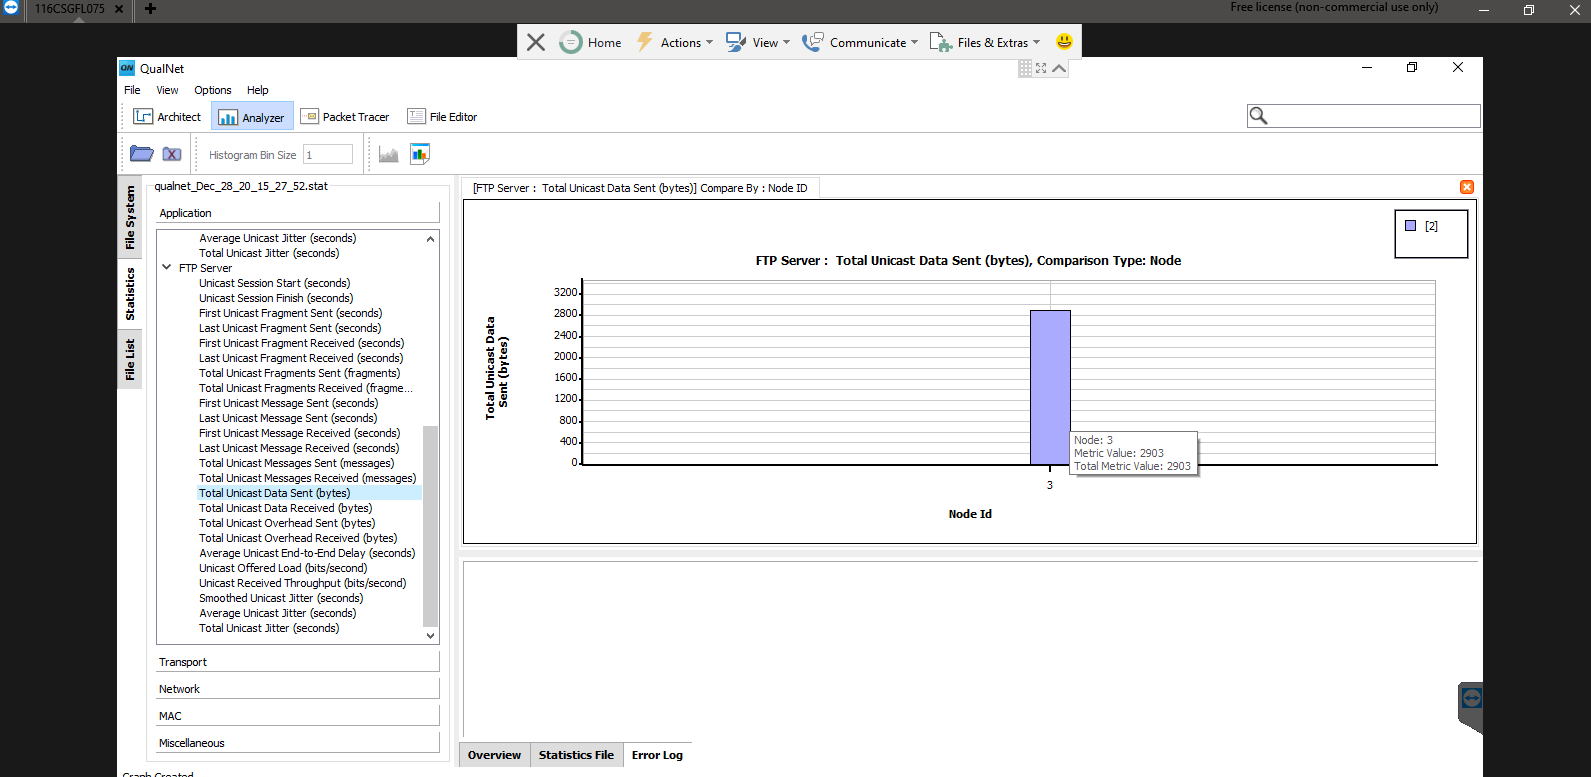 116CSGFL075
Free license (non-commercial use only)
Home
Actions
View
Communicate
Files & Extras
QN QualNet
File View Options Help
Architect Analyzer Packet Tracer File Editor
Histogram Bin Size 1
File System
Statistics
File List
qualnet_Dec_28_20_15_27_52.stat
Application
Average Unicast Jitter (seconds)
Total Unicast Jitter (seconds)
FTP Server
Unicast Session Start (seconds)
Unicast Session Finish (seconds)
First Unicast Fragment Sent (seconds)
Last Unicast Fragment Sent (seconds)
First Unicast Fragment Received (seconds)
Last Unicast Fragment Received (seconds)
Total Unicast Fragments Sent (fragments)
Total Unicast Fragments Received (fragme...
First Unicast Message Sent (seconds)
Last Unicast Message Sent (seconds)
First Unicast Message Received (seconds)
Last Unicast Message Received (seconds)
Total Unicast Messages Sent (messages)
Total Unicast Messages Received (messages)
Total Unicast Data Sent (bytes)
Total Unicast Data Received (bytes)
Total Unicast Overhead Sent (bytes)
Total Unicast Overhead Received (bytes)
Average Unicast End-to-End Delay (seconds)
Unicast Offered Load (bits/second)
Unicast Received Throughput (bits/second)
Smoothed Unicast Jitter (seconds)
Average Unicast Jitter (seconds)
Total Unicast Jitter (seconds)
Transport
Network
MAC
Miscellaneous
Graph Created
[FTP Server : Total Unicast Data Sent (bytes)] Compare By : Node ID
[2]
FTP Server : Total Unicast Data Sent (bytes), Comparison Type: Node
Total Unicast Data
Sent (bytes)
3200
2800
2400
2000
1600
1200
800
400
0
Node: 3
Metric Value: 2903
Total Metric Value: 2903
3
Node Id
Overview Statistics File Error Log